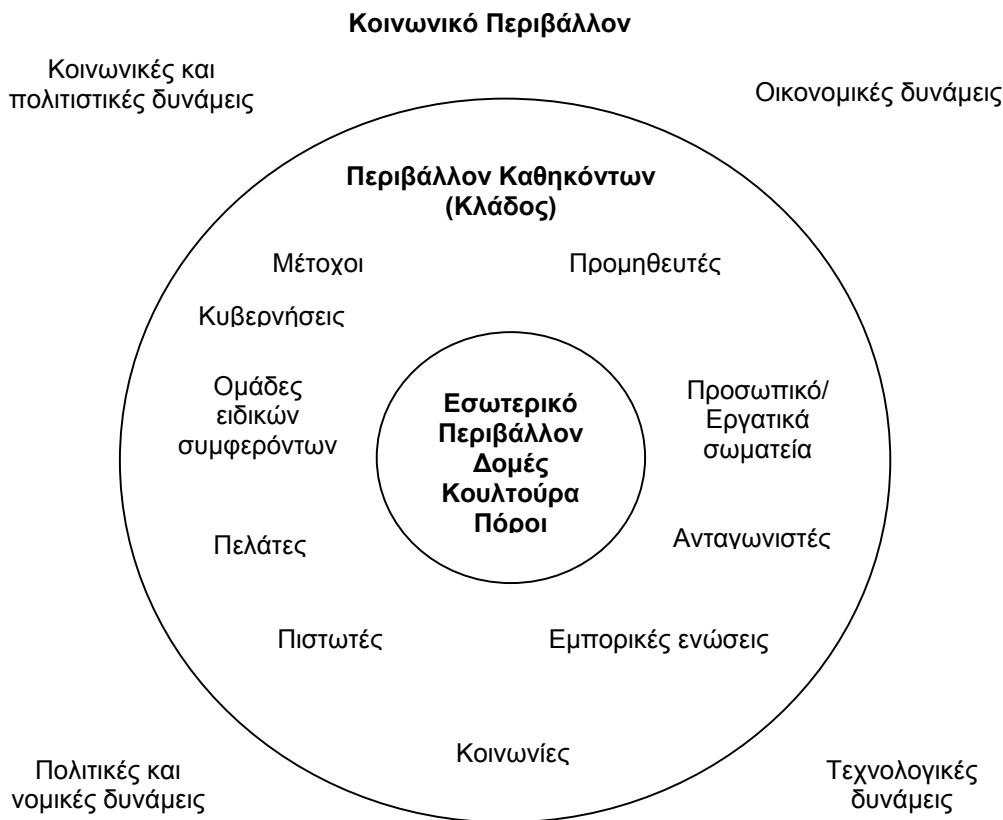 Κοινωνικό Περιβάλλον
Κοινωνικές και
πολιτιστικές δυνάμεις
Οικονομικές δυνάμεις
Περιβάλλον Καθηκόντων
(Κλάδος)
Μέτοχοι
Προμηθευτές
Κυβερνήσεις
Ομάδες
ειδικών
συμφερόντων
Εσωτερικό
Περιβάλλον
Δομές
Κουλτούρα
Πόροι
Προσωπικό/
Εργατικά
σωματεία
Πελάτες
Ανταγωνιστές
Πιστωτές
Εμπορικές ενώσεις
Κοινωνίες
Πολιτικές και
νομικές δυνάμεις
Τεχνολογικές
δυνάμεις